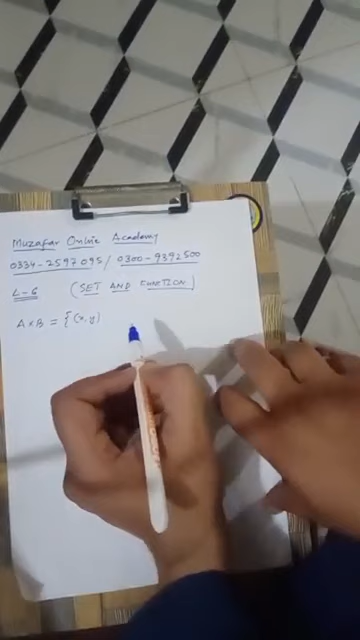 Muzafar Online Academy
0334-2597095/ 0300-9392500
L-6 (SET AND FUNCTION)
A×B = {(x,y)